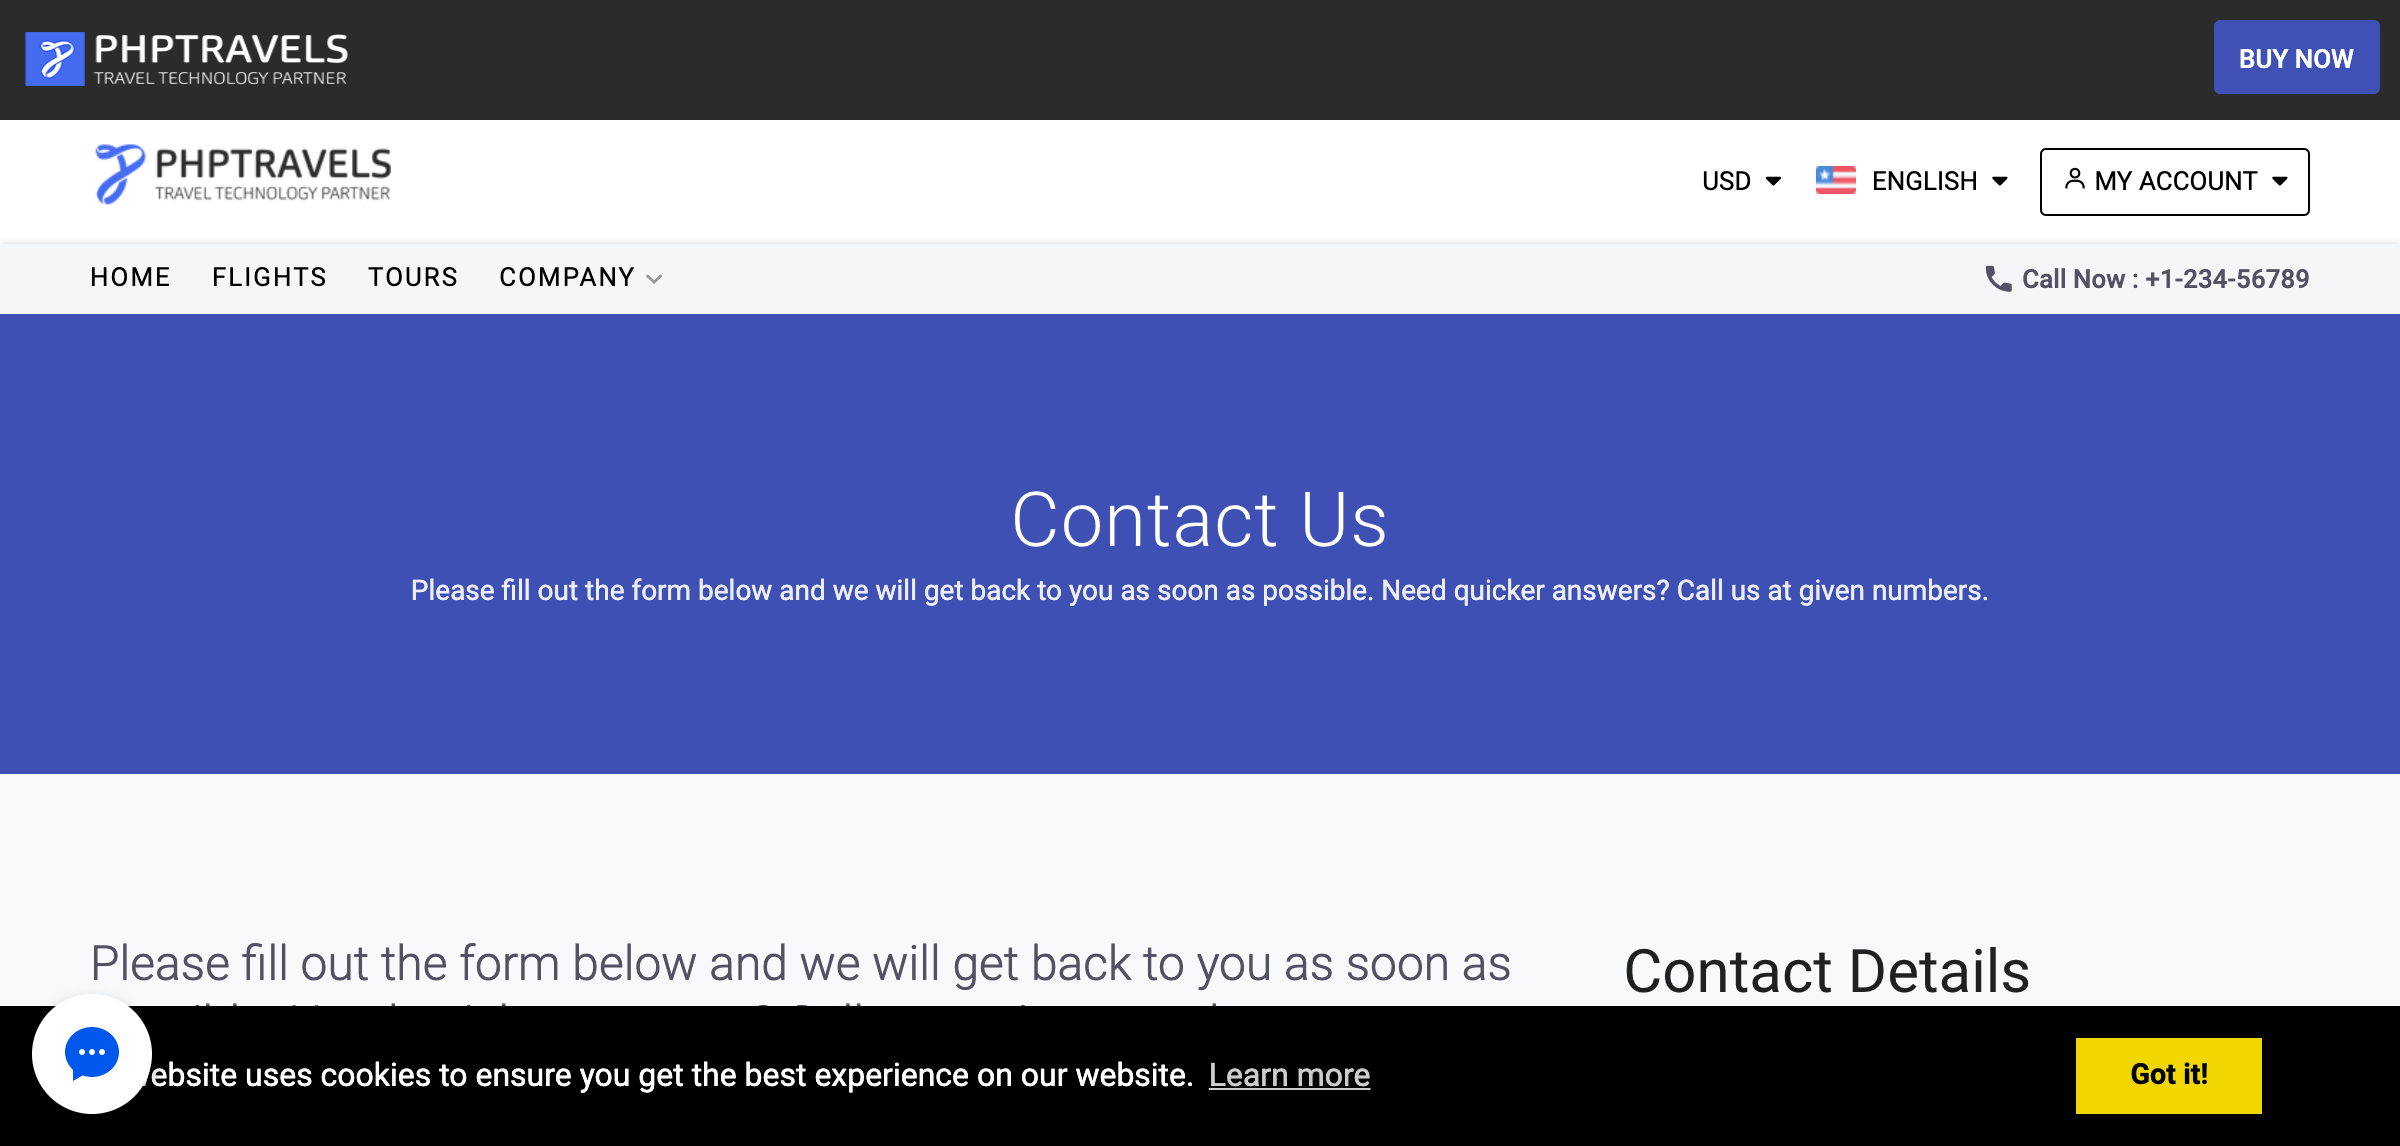 PHPTRAVELS
TRAVEL TECHNOLOGY PARTNER
BUY NOW
PHPTRAVELS
TRAVEL TECHNOLOGY PARTNER
USD
ENGLISH
MY ACCOUNT
HOME FLIGHTS TOURS COMPANY
Call Now : +1-234-56789
Contact Us
Please fill out the form below and we will get back to you as soon as possible. Need quicker answers? Call us at given numbers.
Please fill out the form below and we will get back to you as soon as
Contact Details
ebsite uses cookies to ensure you get the best experience on our website. Learn more
Got it!